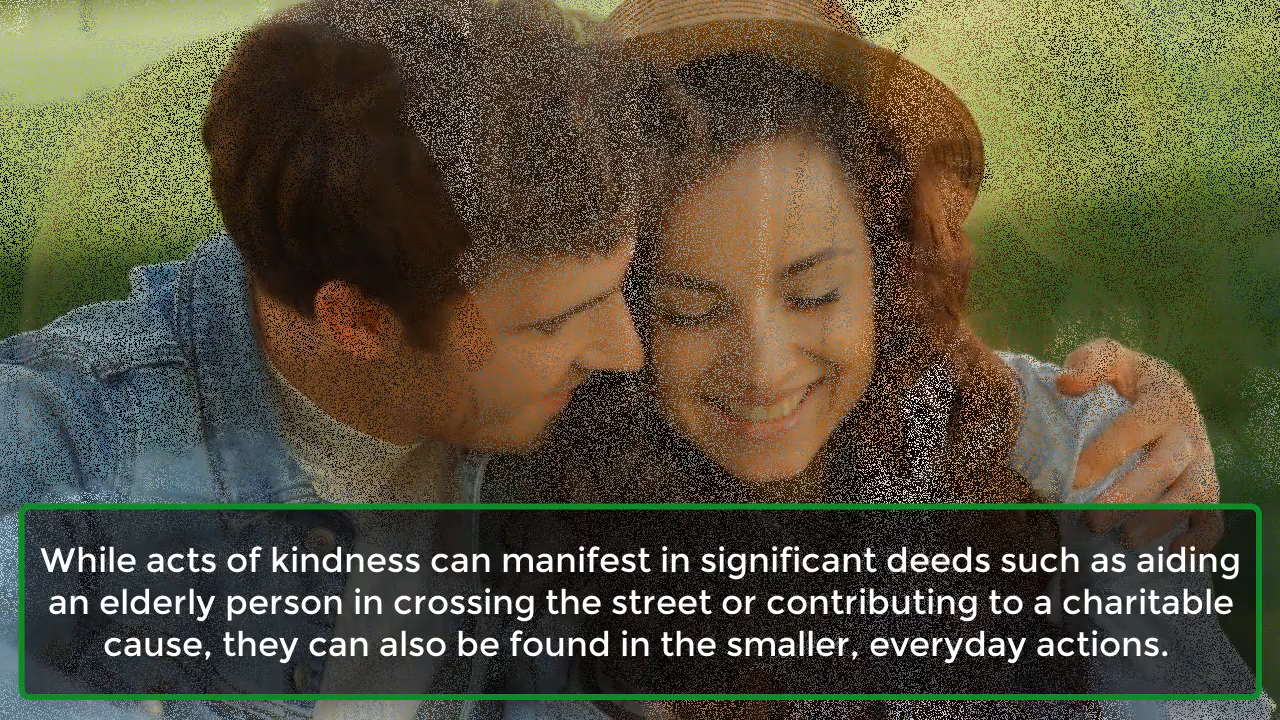 While acts of kindness can manifest in significant deeds such as aiding
an elderly person in crossing the street or contributing to a charitable
cause, they can also be found in the smaller, everyday actions.